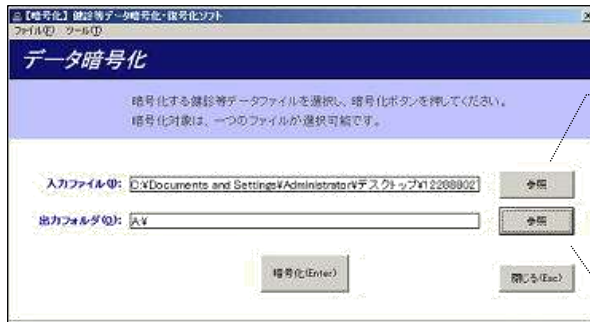 【暗号化】健診等データ暗号化・復号化ソフト
ファイル(F) ツール(T)
データ暗号化
暗号化する健診等データファイルを選択し、暗号化ボタンを押してください。
暗号化対象は、一つのファイルが選択可能です。
入力ファイル(I): C:¥Documents and Settings¥Administrator¥デスクトップ¥12288802 参照
出力フォルダ(O): A:¥ 参照
暗号化(Enter)
閉じる(Esc)